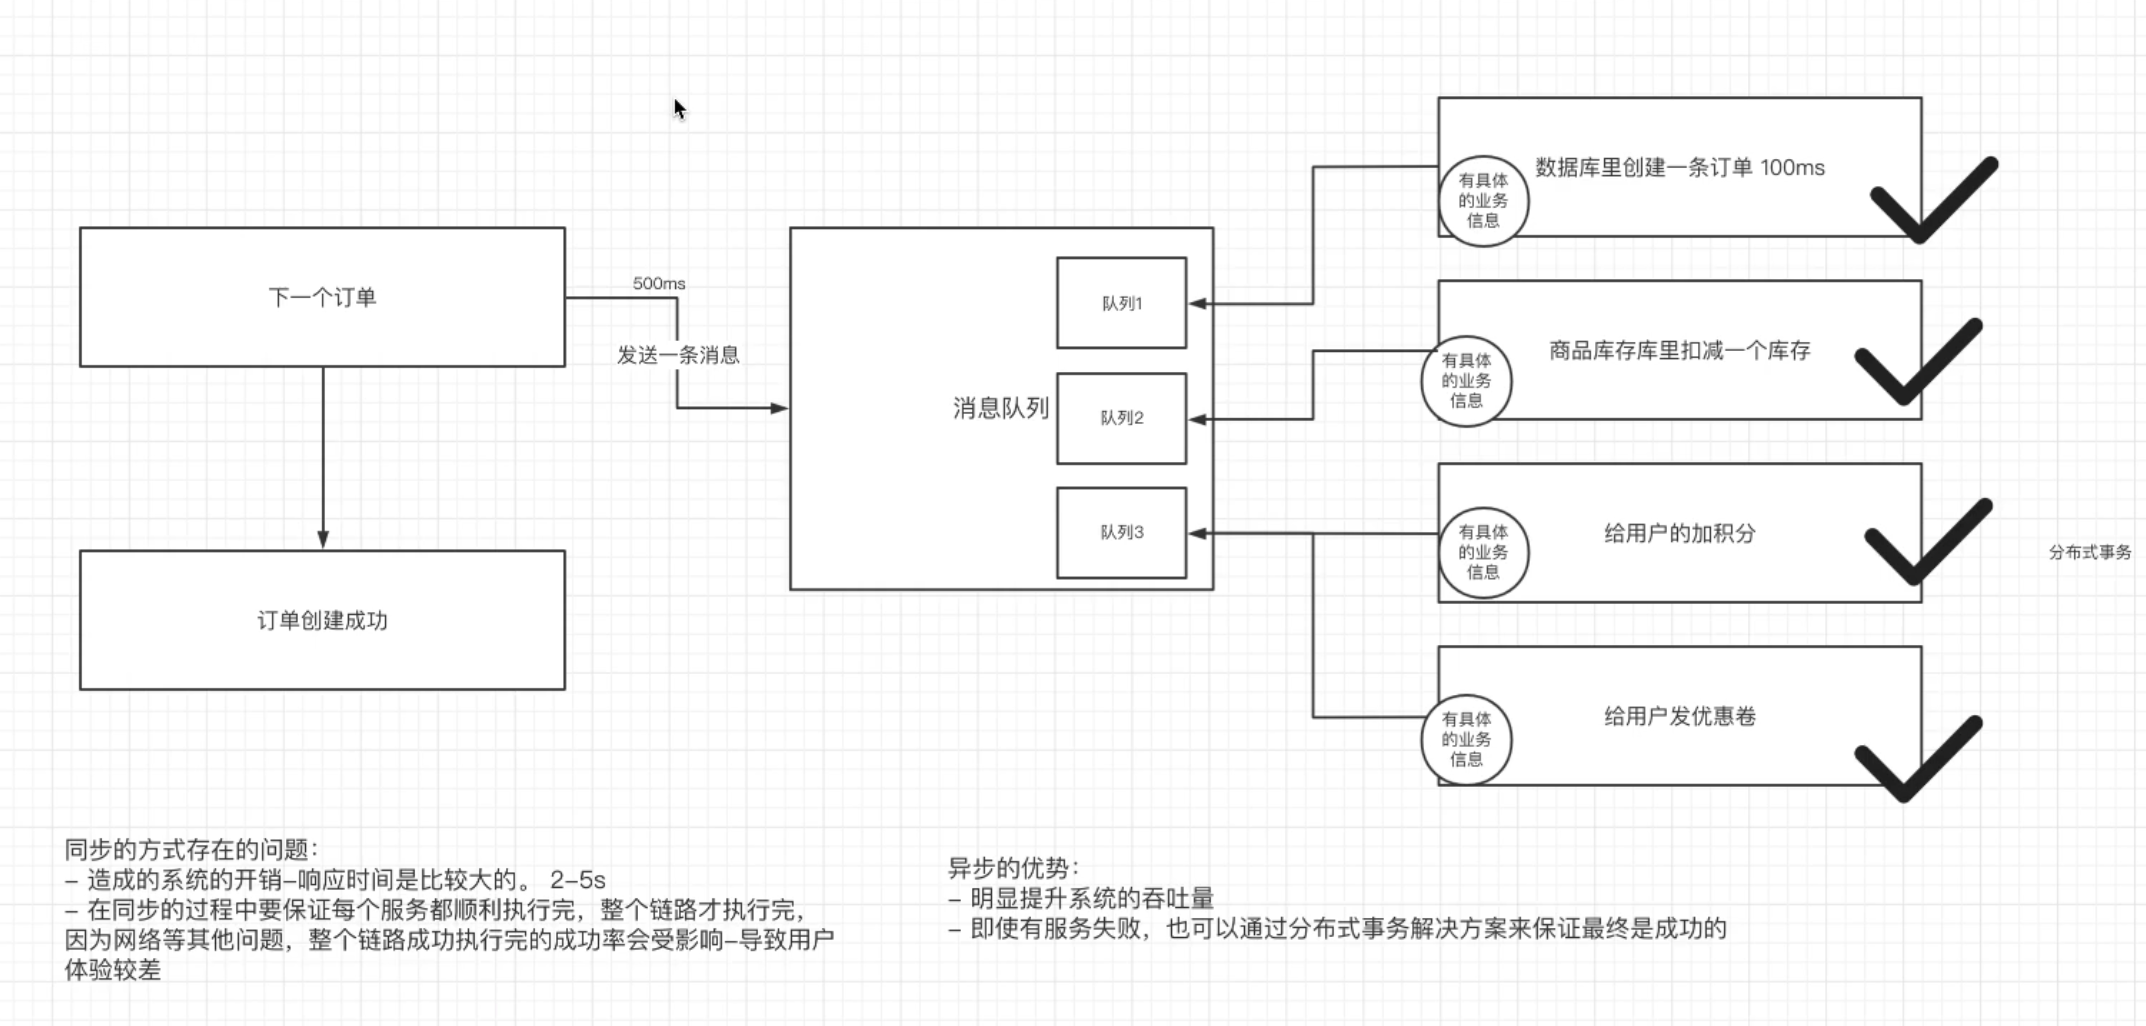 下一个订单
500ms
发送一条消息
订单创建成功
消息队列
队列1
队列2
队列3
有具体
的业务
信息
数据库里创建一条订单 100ms
有具体
的业务
信息
商品库存库里扣减一个库存
有具体
的业务
信息
给用户的加积分
有具体
的业务
信息
给用户发优惠卷
分布式事务
同步的方式存在的问题：
- 造成的系统的开销-响应时间是比较大的。 2-5s
- 在同步的过程中要保证每个服务都顺利执行完，整个链路才执行完，
因为网络等其他问题，整个链路成功执行完的成功率会受影响-导致用户
体验较差
异步的优势：
- 明显提升系统的吞吐量
- 即使有服务失败，也可以通过分布式事务解决方案来保证最终是成功的